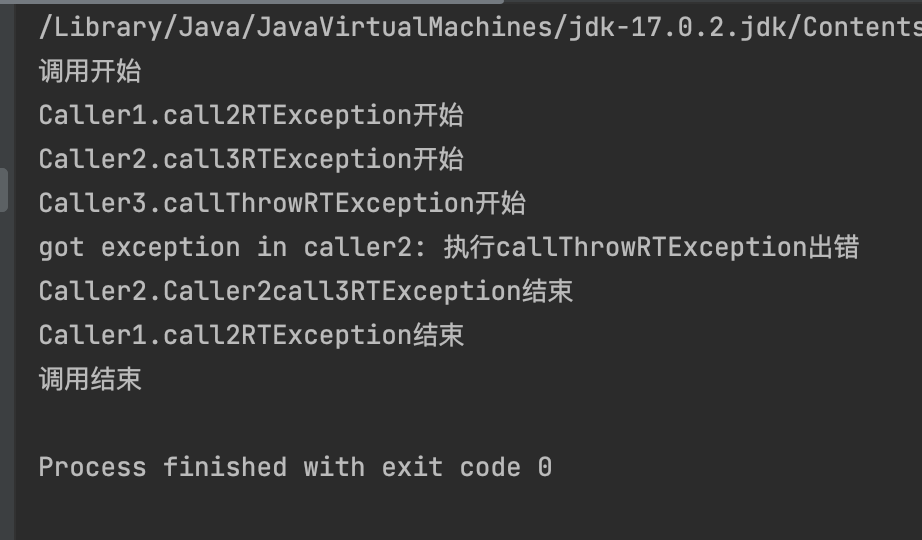 /Library/Java/JavaVirtualMachines/jdk-17.0.2.jdk/Contents
调用开始
Caller1.call2RTException开始
Caller2.call3RTException开始
Caller3.callThrowRTException开始
got exception in caller2: 执行callThrowRTException出错
Caller2.Caller2call3RTException结束
Caller1.call2RTException结束
调用结束
Process finished with exit code 0